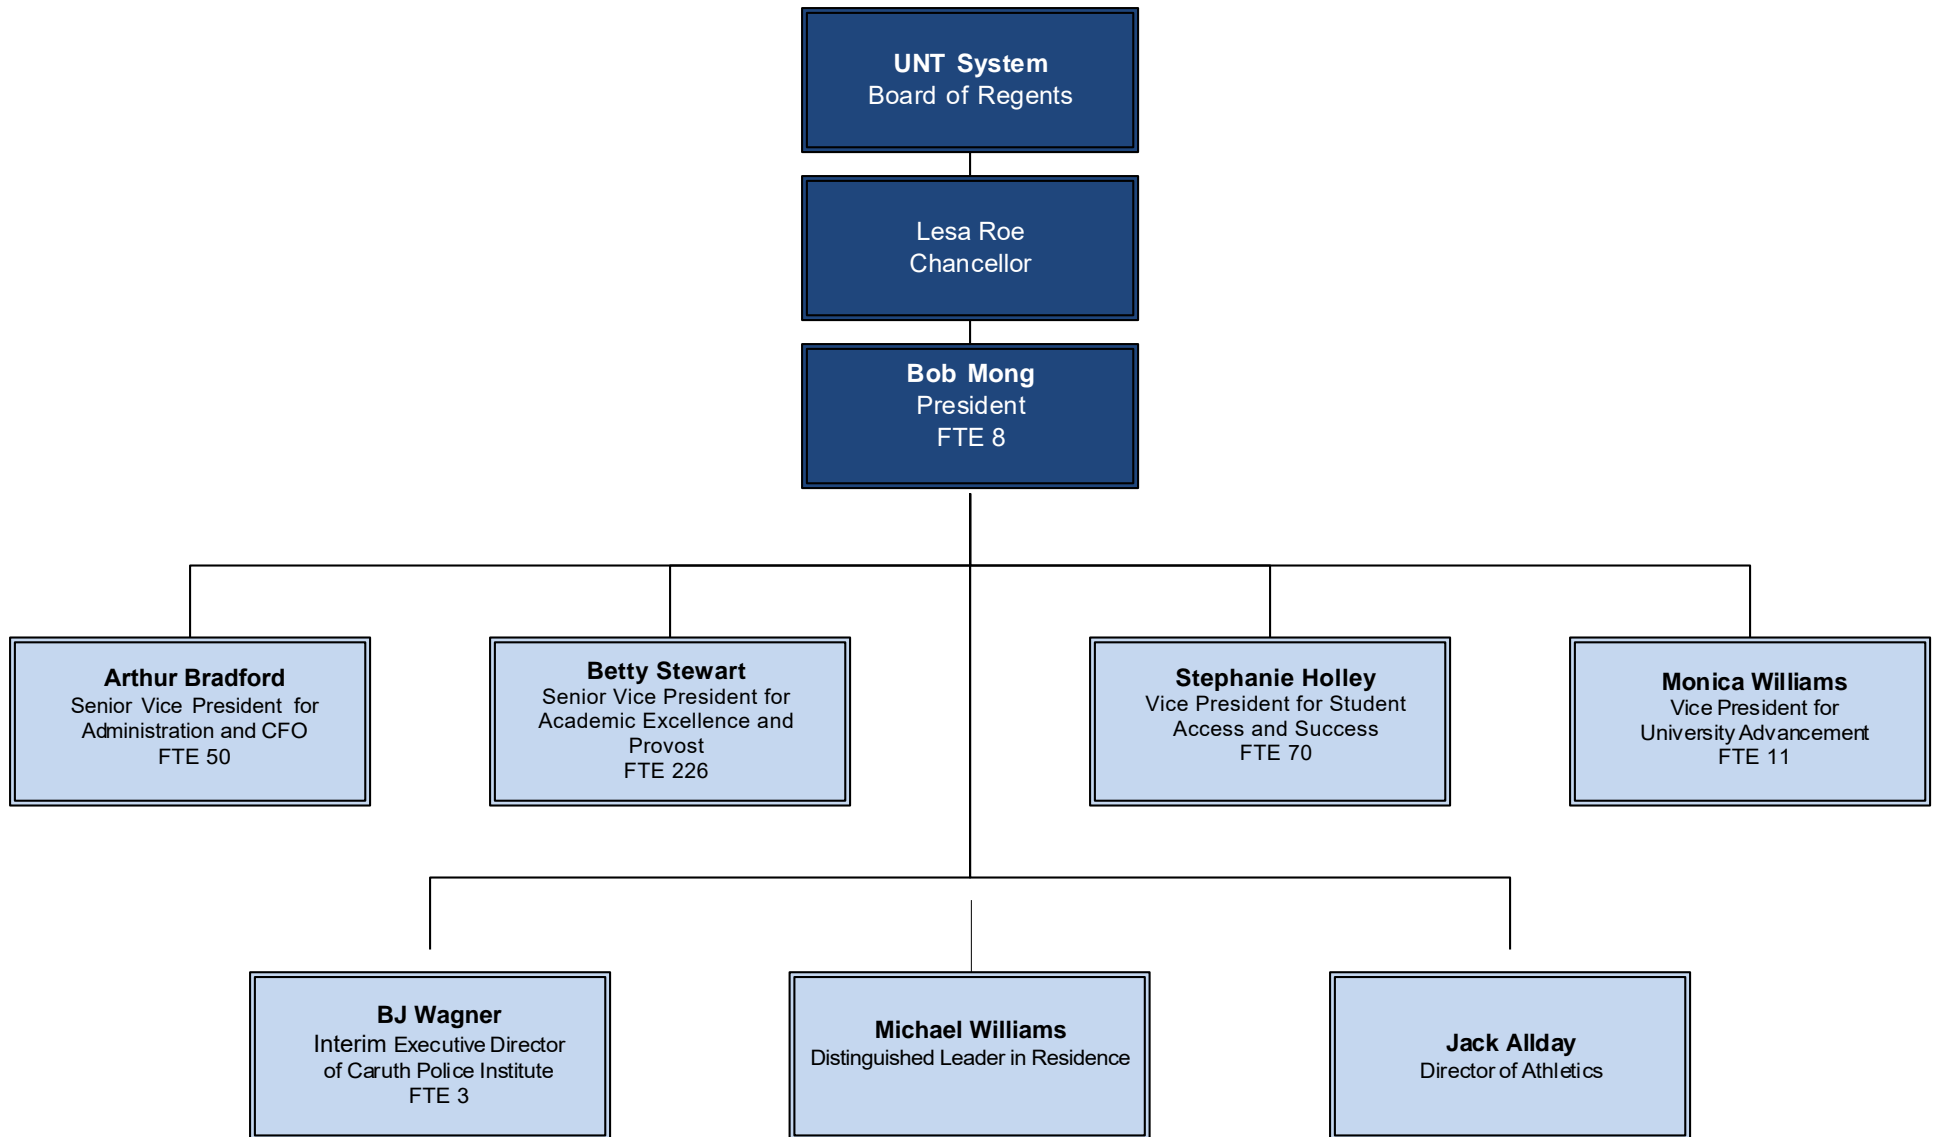 UNT System
Board of Regents
Lesa Roe
Chancellor
Bob Mong
President
FTE 8
Arthur Bradford
Senior Vice President for
Administration and CFO
FTE 50
Betty Stewart
Senior Vice President for
Academic Excellence and
Provost
FTE 226
Stephanie Holley
Vice President for Student
Access and Success
FTE 70
Monica Williams
Vice President for
University Advancement
FTE 11
BJ Wagner
Interim Executive Director
of Caruth Police Institute
FTE 3
Michael Williams
Distinguished Leader in Residence
Jack Allday
Director of Athletics